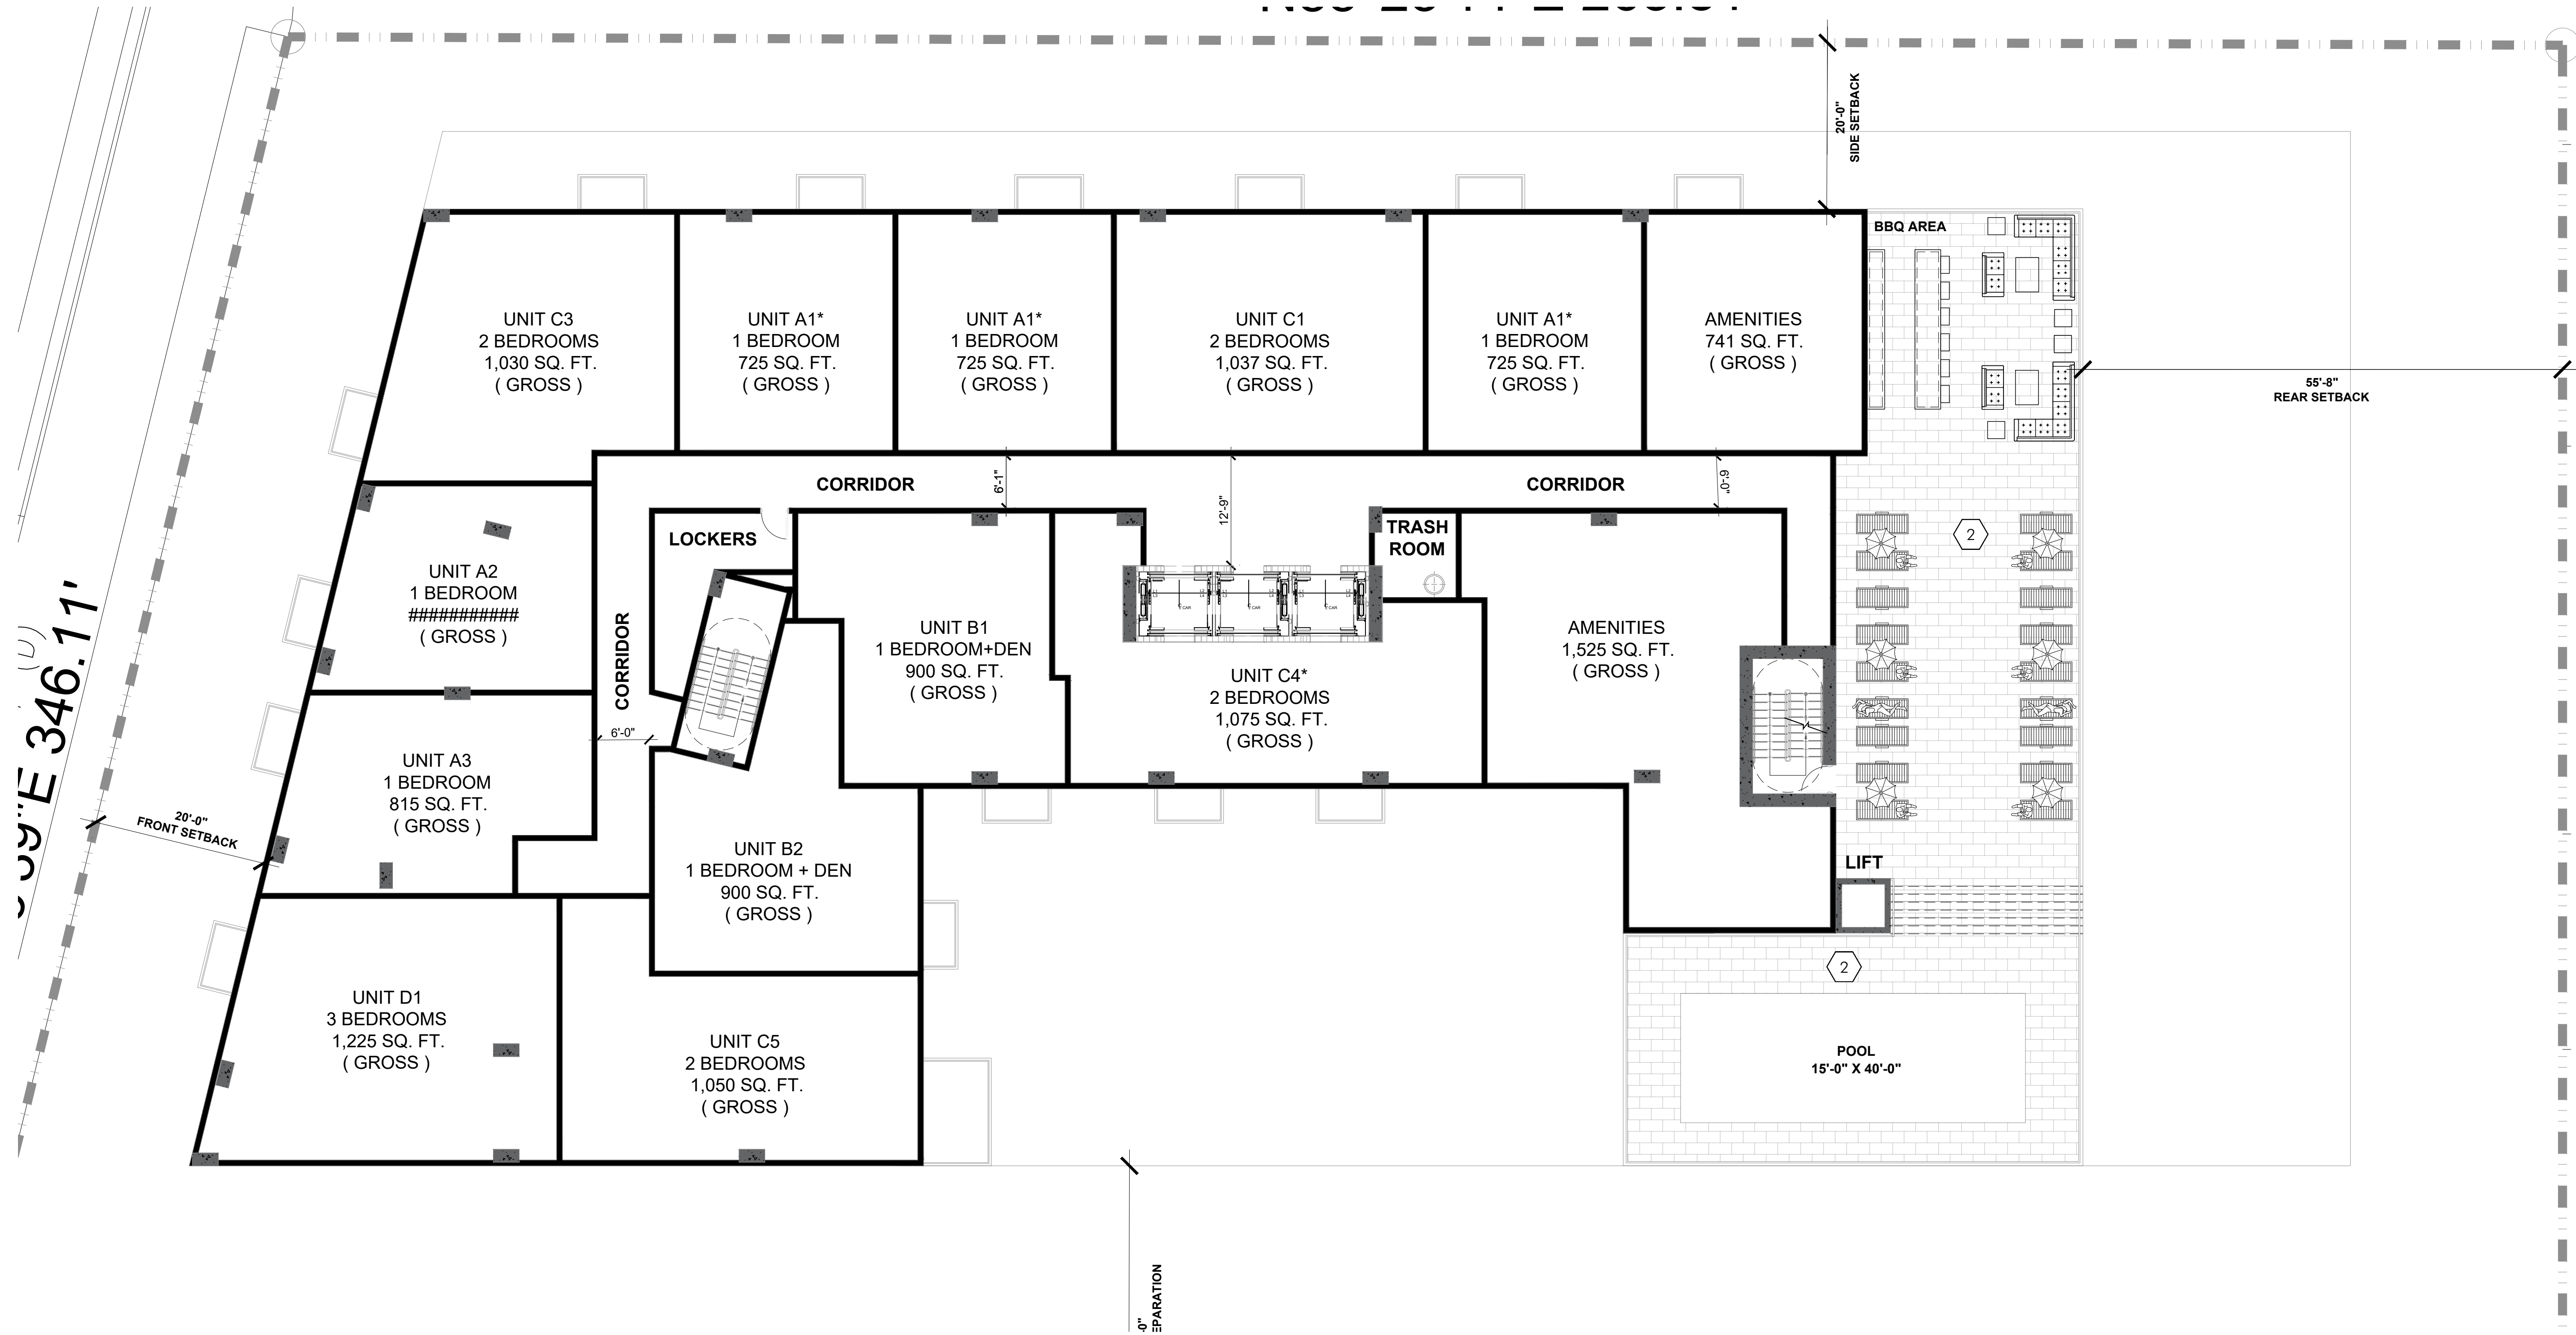 20'-0"
SIDE SETBACK
BBQ AREA
UNIT C3
2 BEDROOMS
1,030 SQ. FT.
( GROSS )
UNIT A1*
1 BEDROOM
725 SQ. FT.
( GROSS )
UNIT A1*
1 BEDROOM
725 SQ. FT.
( GROSS )
UNIT C1
2 BEDROOMS
1,037 SQ. FT.
( GROSS )
UNIT A1*
1 BEDROOM
725 SQ. FT.
( GROSS )
AMENITIES
741 SQ. FT.
( GROSS )
55'-8"
REAR SETBACK
CORRIDOR
6'-1"
12'-9"
CORRIDOR
6'-0"
LOCKERS
TRASH
ROOM
2
UNIT A2
1 BEDROOM
############
( GROSS )
CORRIDOR
6'-0"
UNIT B1
1 BEDROOM+DEN
900 SQ. FT.
( GROSS )
CAR
CAR
CAR
UNIT C4*
2 BEDROOMS
1,075 SQ. FT.
( GROSS )
AMENITIES
1,525 SQ. FT.
( GROSS )
346.11'
UNIT A3
1 BEDROOM
815 SQ. FT.
( GROSS )
20'-0"
FRONT SETBACK
UNIT B2
1 BEDROOM + DEN
900 SQ. FT.
( GROSS )
LIFT
2
UNIT D1
3 BEDROOMS
1,225 SQ. FT.
( GROSS )
UNIT C5
2 BEDROOMS
1,050 SQ. FT.
( GROSS )
POOL
15'-0" X 40'-0"